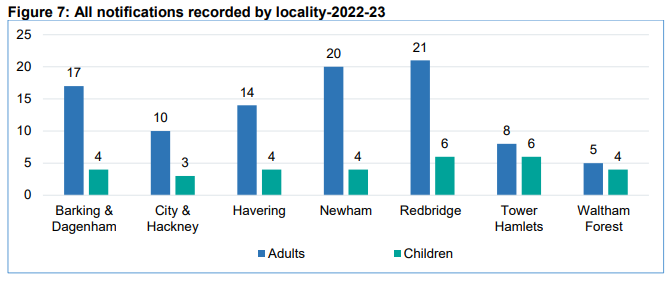 Figure 7: All notifications recorded by locality-2022-23
25
20
15
10
5
0
17
4
10
3
14
4
20
4
21
6
8
6
5
4
Barking &
Dagenham
City &
Hackney
Havering
Newham
Redbridge
Tower
Hamlets
Waltham
Forest
Adults
Children